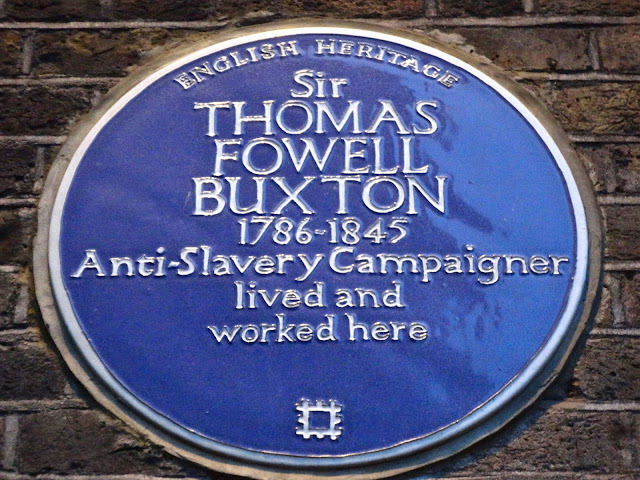 ENGLISH HERITAGE
Sir
THOMAS
FOWELL
BUXTON
1786-1845
Anti-Slavery Campaigner
lived and
worked here